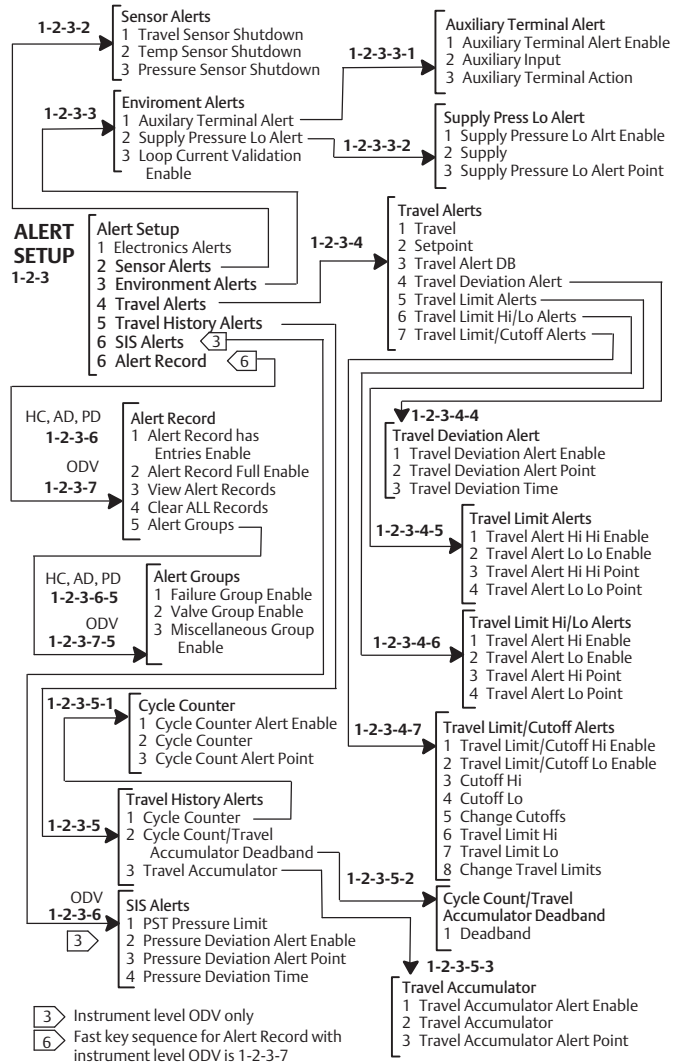 Sensor Alerts
1 Travel Sensor Shutdown
2 Temp Sensor Shutdown
3 Pressure Sensor Shutdown
1-2-3-2
Enviroment Alerts
1 Auxilary Terminal Alert
2 Supply Pressure Lo Alert
3 Loop Current Validation
Enable
1-2-3-3
1-2-3-3-1
Auxiliary Terminal Alert
1 Auxiliary Terminal Alert Enable
2 Auxiliary Input
3 Auxiliary Terminal Action
1-2-3-3-2
Supply Press Lo Alert
1 Supply Pressure Lo Alrt Enable
2 Supply
3 Supply Pressure Lo Alert Point
ALERT
SETUP
1-2-3
Alert Setup
1 Electronics Alerts
2 Sensor Alerts
3 Environment Alerts
4 Travel Alerts
5 Travel History Alerts
6 SIS Alerts 3
6 Alert Record 6
1-2-3-4
Travel Alerts
1 Travel
2 Setpoint
3 Travel Alert DB
4 Travel Deviation Alert
5 Travel Limit Alerts
6 Travel Limit Hi/Lo Alerts
7 Travel Limit/Cutoff Alerts
HC, AD, PD
1-2-3-6
ODV
1-2-3-7
Alert Record
1 Alert Record has
Entries Enable
2 Alert Record Full Enable
3 View Alert Records
4 Clear ALL Records
5 Alert Groups
1-2-3-4-4
Travel Deviation Alert
1 Travel Deviation Alert Enable
2 Travel Deviation Alert Point
3 Travel Deviation Time
1-2-3-4-5
Travel Limit Alerts
1 Travel Alert Hi Hi Enable
2 Travel Alert Lo Lo Enable
3 Travel Alert Hi Hi Point
4 Travel Alert Lo Lo Point
HC, AD, PD
1-2-3-6-5
ODV
1-2-3-7-5
Alert Groups
1 Failure Group Enable
2 Valve Group Enable
3 Miscellaneous Group
Enable
1-2-3-4-6
Travel Limit Hi/Lo Alerts
1 Travel Alert Hi Enable
2 Travel Alert Lo Enable
3 Travel Alert Hi Point
4 Travel Alert Lo Point
1-2-3-5-1
Cycle Counter
1 Cycle Counter Alert Enable
2 Cycle Counter
3 Cycle Count Alert Point
1-2-3-4-7
Travel Limit/Cutoff Alerts
1 Travel Limit/Cutoff Hi Enable
2 Travel Limit/Cutoff Lo Enable
3 Cutoff Hi
4 Cutoff Lo
5 Change Cutoffs
6 Travel Limit Hi
7 Travel Limit Lo
8 Change Travel Limits
1-2-3-5
Travel History Alerts
1 Cycle Counter
2 Cycle Count/Travel
Accumulator Deadband
3 Travel Accumulator
1-2-3-5-2
Cycle Count/Travel
Accumulator Deadband
1 Deadband
ODV
1-2-3-6
3
SIS Alerts
1 PST Pressure Limit
2 Pressure Deviation Alert Enable
3 Pressure Deviation Alert Point
4 Pressure Deviation Time
1-2-3-5-3
Travel Accumulator
1 Travel Accumulator Alert Enable
2 Travel Accumulator
3 Travel Accumulator Alert Point
3 Instrument level ODV only
6 Fast key sequence for Alert Record with
instrument level ODV is 1-2-3-7